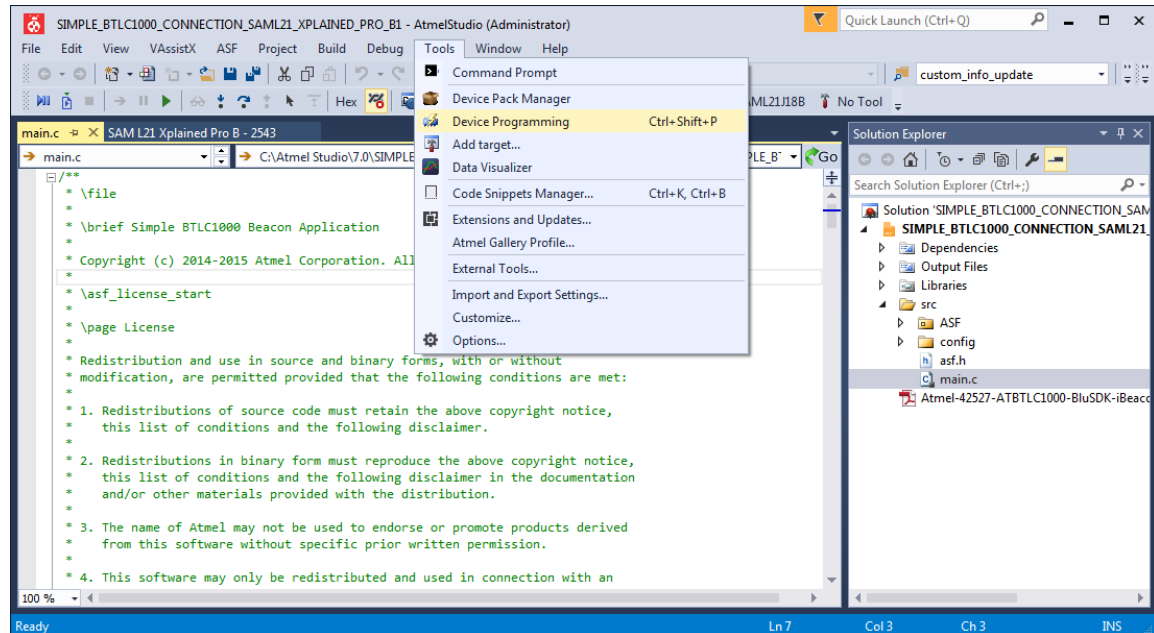 SIMPLE_BTLC1000_CONNECTION_SAML21_XPLAINED_PRO_B1 - AtmelStudio (Administrator)
Quick Launch (Ctrl+Q)
File Edit View VAssistX ASF Project Build Debug Tools Window Help
custom_info_update
Hex
ML21J18B
No Tool
Command Prompt
Device Pack Manager
Device Programming Ctrl+Shift+P
Add target...
Data Visualizer
Code Snippets Manager... Ctrl+K, Ctrl+B
Extensions and Updates...
Atmel Gallery Profile...
External Tools...
Import and Export Settings...
Customize...
Options...
main.c SAM L21 Xplained Pro B - 2543
main.c
C:\Atmel Studio\7.0\SIMPLE
Go
/**
* \file
*
* \brief Simple BTLC1000 Beacon Application
*
* Copyright (c) 2014-2015 Atmel Corporation. All
*
* \asf_license_start
*
* \page License
*
* Redistribution and use in source and binary forms, with or without
* modification, are permitted provided that the following conditions are met:
*
* 1. Redistributions of source code must retain the above copyright notice,
* this list of conditions and the following disclaimer.
*
* 2. Redistributions in binary form must reproduce the above copyright notice,
* this list of conditions and the following disclaimer in the documentation
* and/or other materials provided with the distribution.
*
* 3. The name of Atmel may not be used to endorse or promote products derived
* from this software without specific prior written permission.
*
* 4. This software may only be redistributed and used in connection with an
100 %
Solution Explorer
Search Solution Explorer (Ctrl+;)
Solution 'SIMPLE_BTLC1000_CONNECTION_SAM
SIMPLE_BTLC1000_CONNECTION_SAML21_
Dependencies
Output Files
Libraries
src
ASF
config
asf.h
main.c
Atmel-42527-ATBTLC1000-BluSDK-iBeaco
Ready Ln 7 Col 3 Ch 3 INS